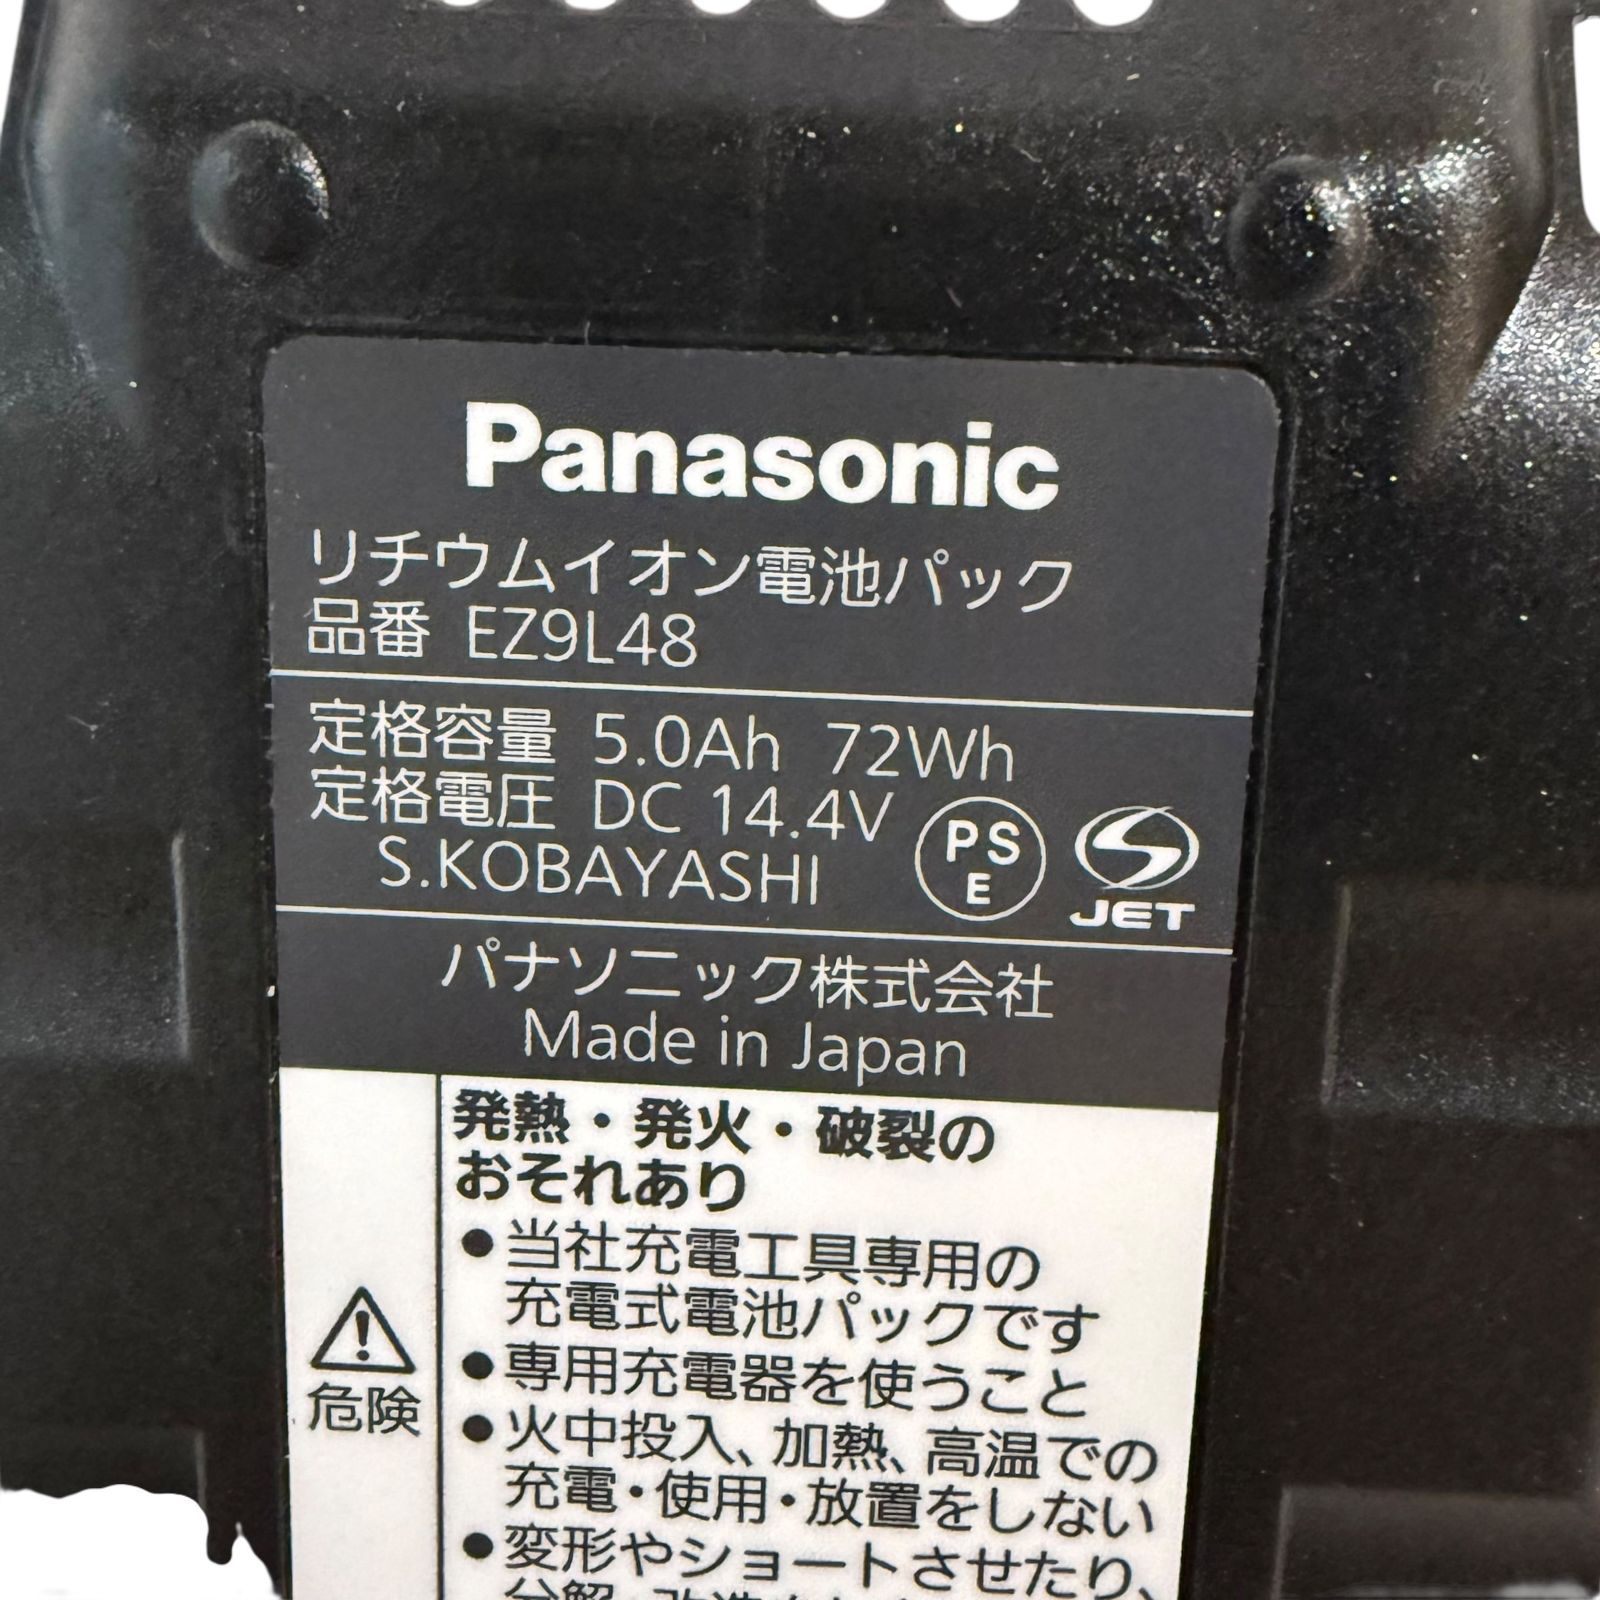 Panasonic
リチウムイオン電池パック
品番 EZ9L48
定格容量 5.0Ah 72Wh
定格電圧 DC 14.4V
S.KOBAYASHI
PS
E
JET
パナソニック株式会社
Made in Japan
発熱・発火・破裂の
おそれあり
●当社充電工具専用の
充電式電池パックです
●専用充電器を使うこと
危険
●火中投入、加熱、高温での
充電・使用・放置をしない
●変形やショートさせたり、